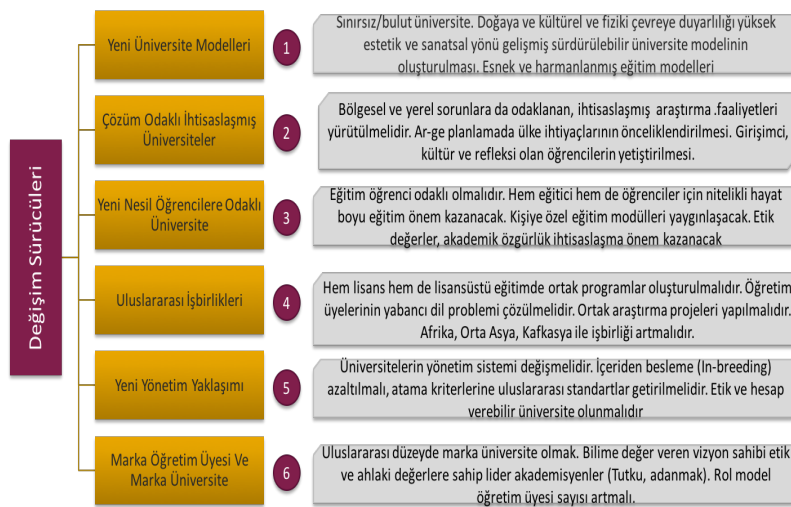 Değişim Sürücüleri
Yeni Üniversite Modelleri
1
Sınırsız/bulut üniversite. Doğaya ve kültürel ve fiziki çevreye duyarlılığı yüksek
estetik ve sanatsal yönü gelişmiş sürdürülebilir üniversite modelinin
oluşturulması. Esnek ve harmanlanmış eğitim modelleri
Çözüm Odaklı İhtisaslaşmış
Üniversiteler
2
Bölgesel ve yerel sorunlara da odaklanan, ihtisaslaşmış araştırma .faaliyetleri
yürütülmelidir. Ar-ge planlamada ülke ihtiyaçlarının önceliklendirilmesi. Girişimci,
kültür ve refleksi olan öğrencilerin yetiştirilmesi.
Yeni Nesil Öğrencilere Odaklı
Üniversite
3
Eğitim öğrenci odaklı olmalıdır. Hem eğitici hem de öğrenciler için nitelikli hayat
boyu eğitim önem kazanacak. Kişiye özel eğitim modülleri yaygınlaşacak. Etik
değerler, akademik özgürlük ihtisaslaşma önem kazanacak
Uluslararası İşbirlikleri
4
Hem lisans hem de lisansüstü eğitimde ortak programlar oluşturulmalıdır. Öğretim
üyelerinin yabancı dil problemi çözülmelidir. Ortak araştırma projeleri yapılmalıdır.
Afrika, Orta Asya, Kafkasya ile işbirliği artmalıdır.
Yeni Yönetim Yaklaşımı
5
Üniversitelerin yönetim sistemi değişmelidir. İçeriden besleme (In-breeding)
azaltılmalı, atama kriterlerine uluslararası standartlar getirilmelidir. Etik ve hesap
verebilir üniversite olunmalıdır
Marka Öğretim Üyesi Ve
Marka Üniversite
6
Uluslararası düzeyde marka üniversite olmak. Bilime değer veren vizyon sahibi etik
ve ahlaki değerlere sahip lider akademisyenler (Tutku, adanmak). Rol model
öğretim üyesi sayısı artmalı.